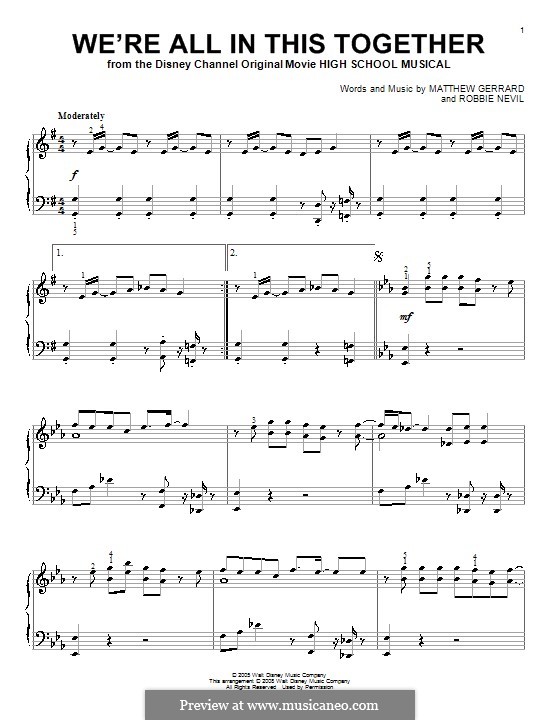 1
WE'RE ALL IN THIS TOGETHER
from the Disney Channel Original Movie HIGH SCHOOL MUSICAL
Words and Music by MATTHEW GERRARD
and ROBBIE NEVIL
Moderately
f
1.
2.
mf
© 2005 Walt Disney Music Company
This arrangement © 2005 Walt Disney Music Company
All Rights Reserved Used by Permission
Preview at www.musicaneo.com